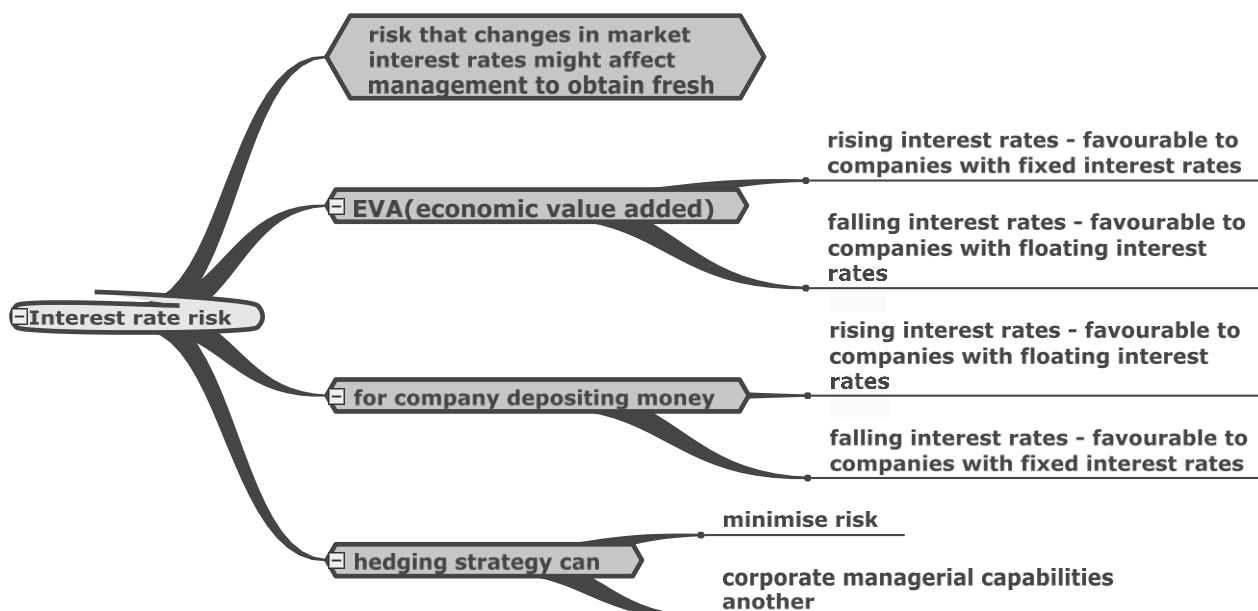 risk that changes in market
interest rates might affect
management to obtain fresh
rising interest rates - favourable to
companies with fixed interest rates
EVA(economic value added)
falling interest rates - favourable to
companies with floating interest
rates
Interest rate risk
rising interest rates - favourable to
companies with floating interest
rates
for company depositing money
falling interest rates - favourable to
companies with fixed interest rates
minimise risk
hedging strategy can
corporate managerial capabilities
another